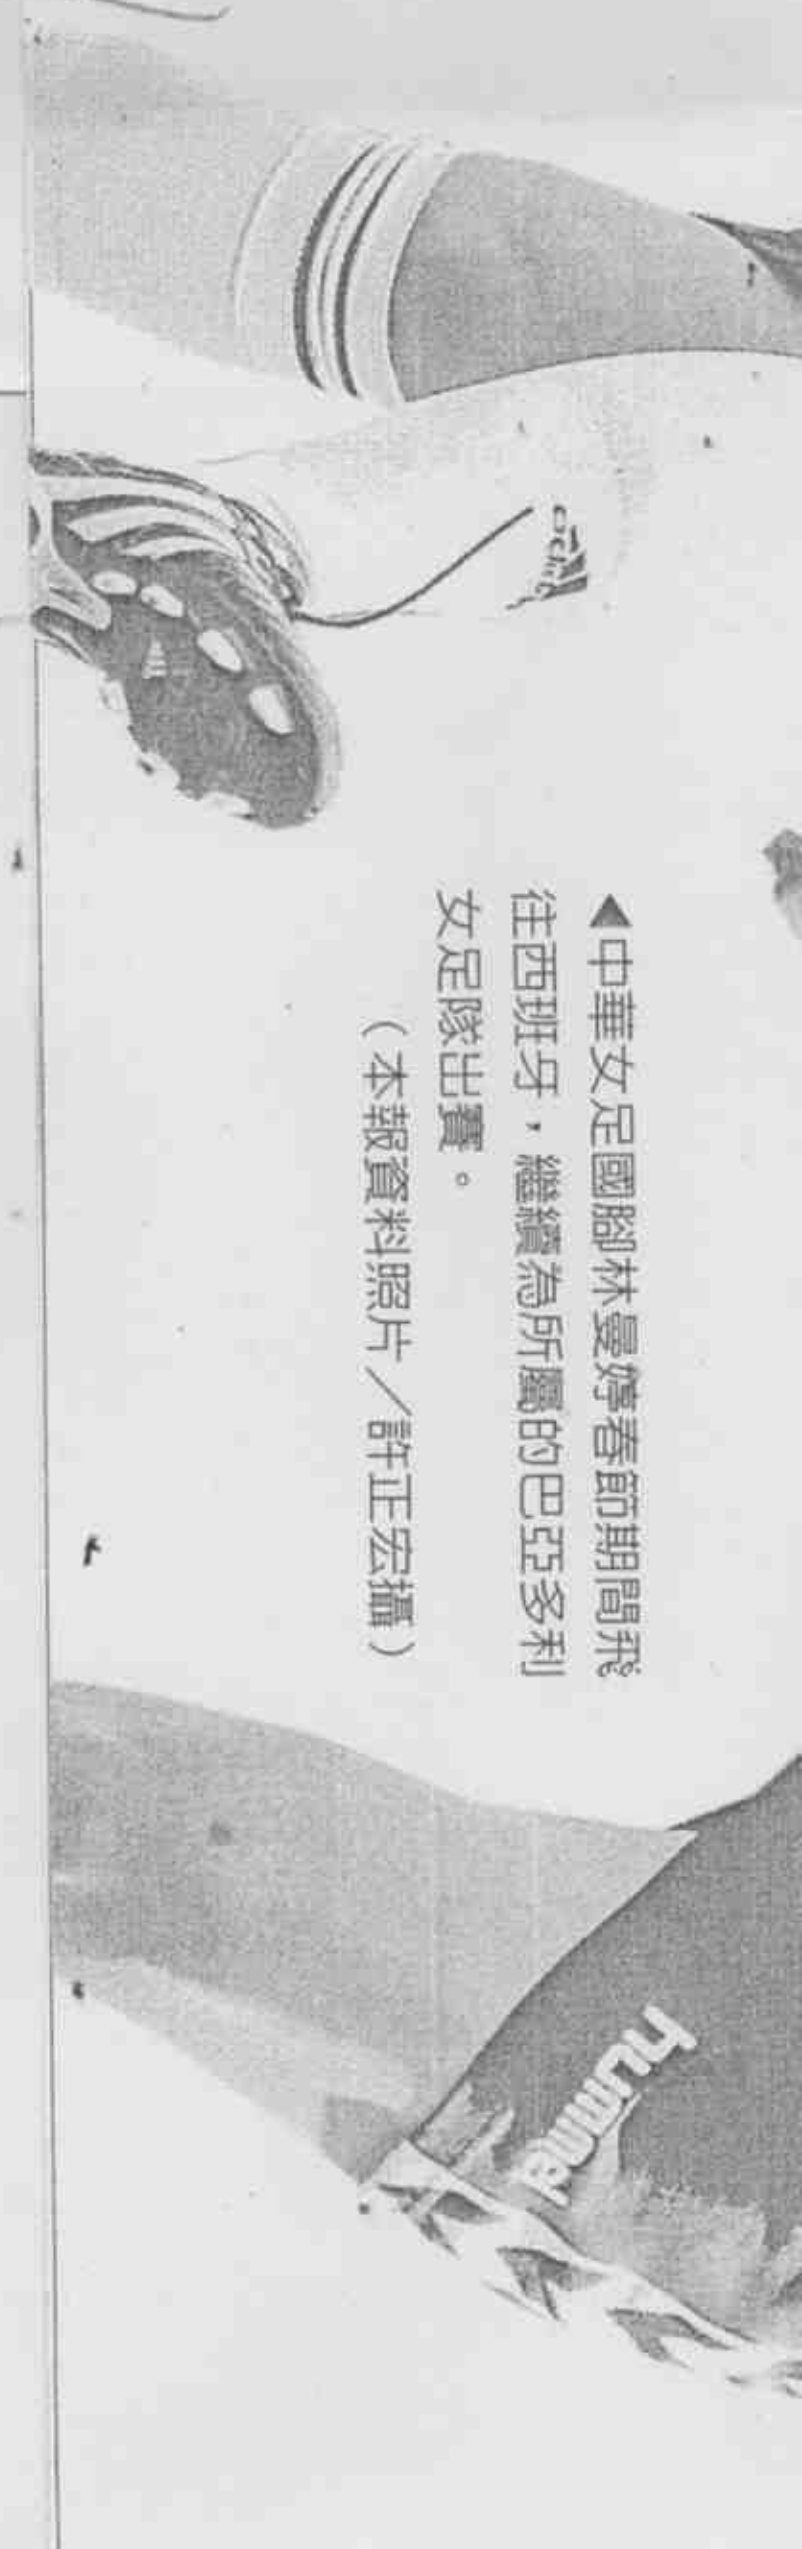 ◀中華女足國腳林曼婷春節期間飛
往西班牙，繼續為所屬的巴亞多利
女足隊出賽。
（本報資料照片／許正宏攝）
hummel